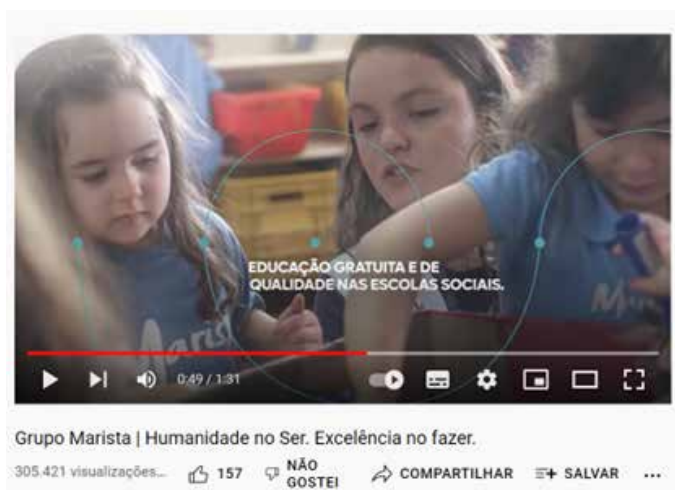 EDUCAÇÃO GRATUITA E DE
QUALIDADE NAS ESCOLAS SOCIAIS.
Marist
M
0:49 / 1:31
Grupo Marista | Humanidade no Ser. Excelência no fazer.
305.421 visualizações... 157 NÃO GOSTEI COMPARTILHAR SALVAR ...